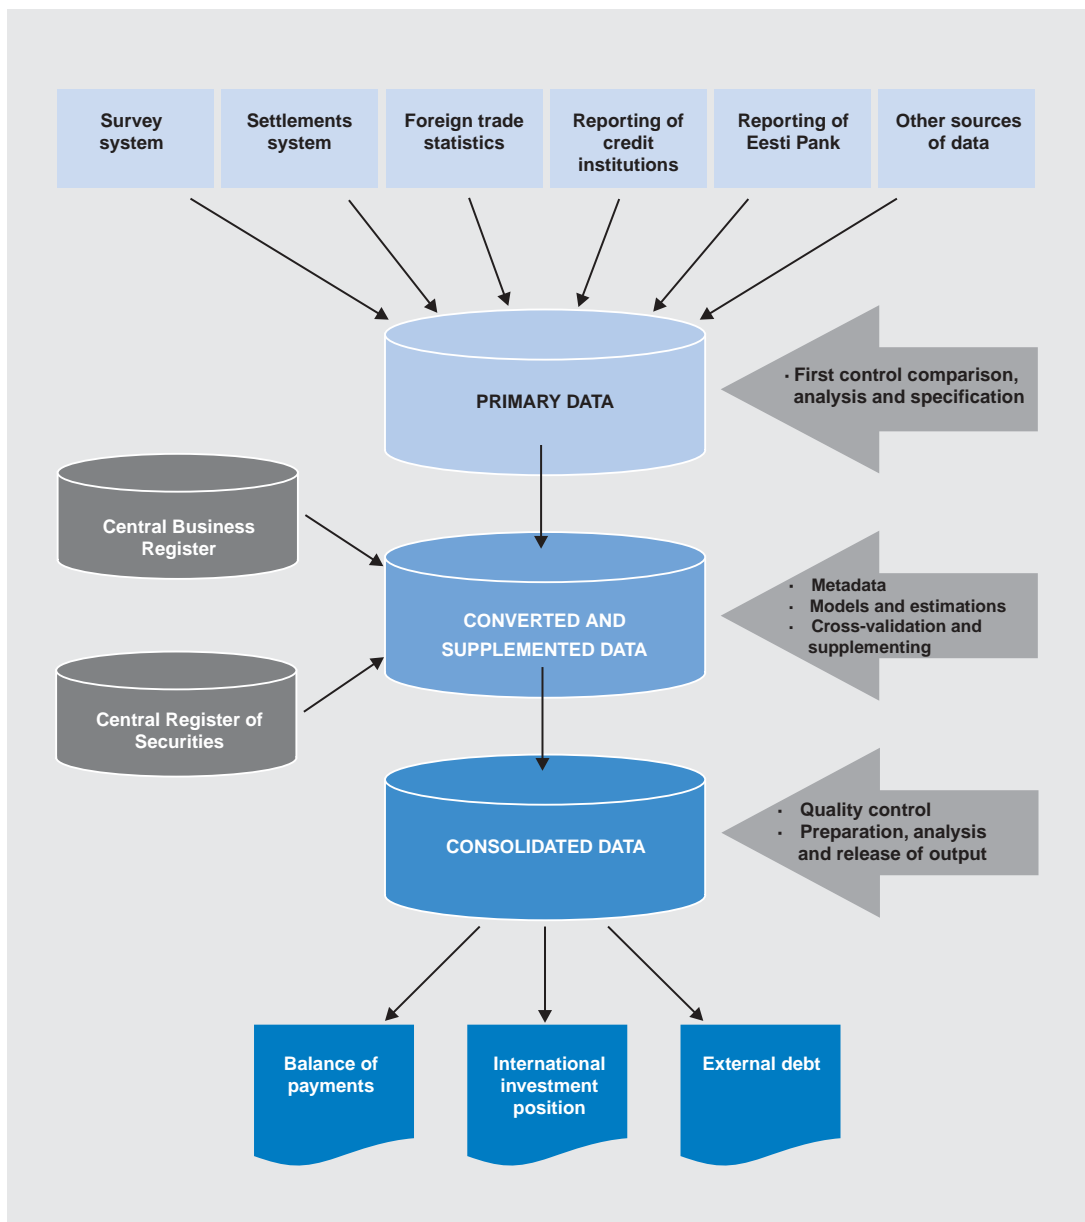 Survey
system
Settlements
system
Foreign trade
statistics
Reporting of
credit
institutions
Reporting of
Eesti Pank
Other sources
of data
PRIMARY DATA
· First control comparison,
analysis and specification
Central Business
Register
CONVERTED AND
SUPPLEMENTED DATA
· Metadata
· Models and estimations
· Cross-validation and
supplementing
Central Register of
Securities
CONSOLIDATED DATA
· Quality control
· Preparation, analysis
and release of output
Balance of
payments
International
investment
position
External debt